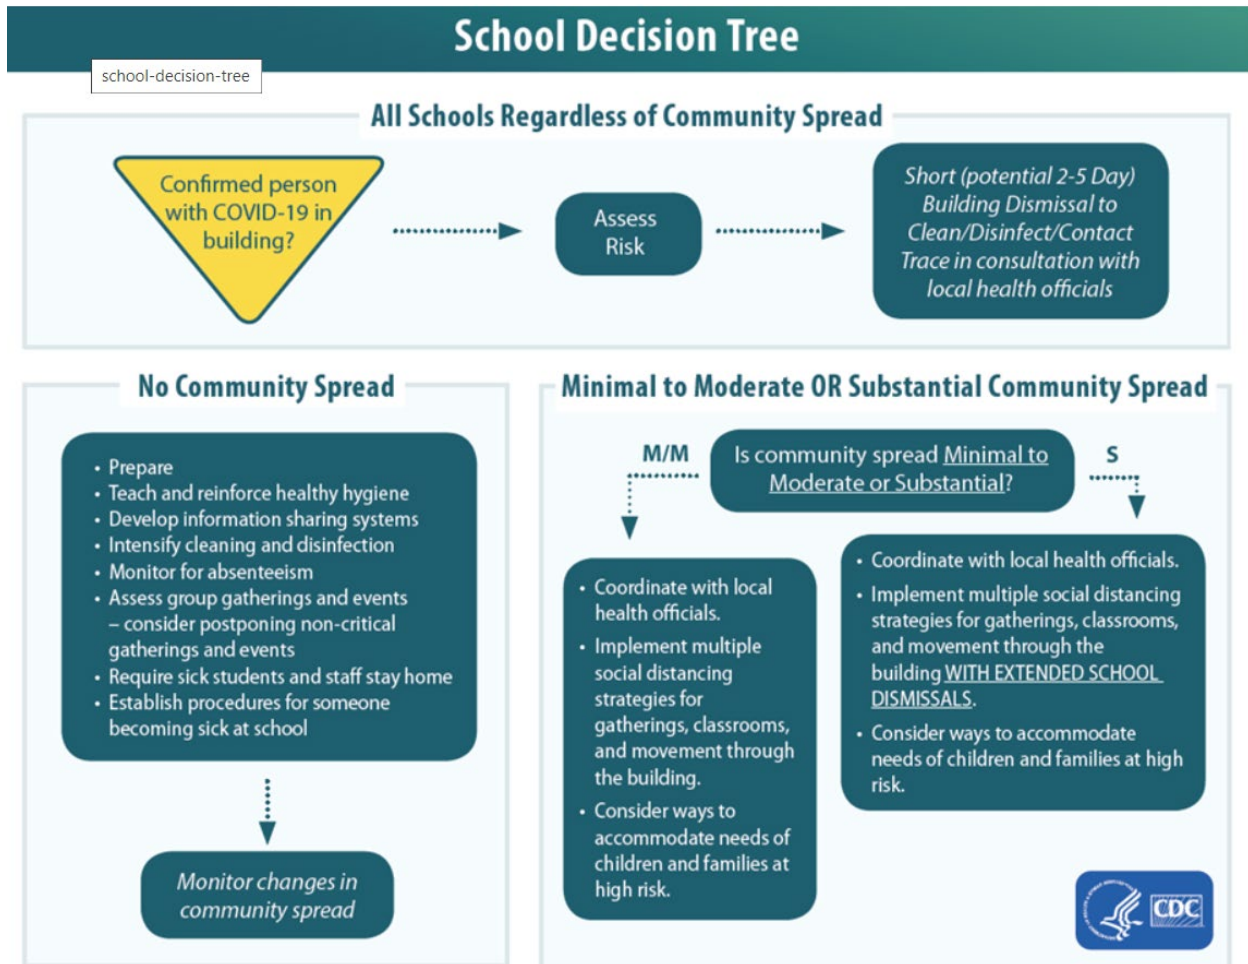 School Decision Tree
school-decision-tree
All Schools Regardless of Community Spread
Confirmed person
with COVID-19 in
building?
Assess
Risk
Short (potential 2-5 Day)
Building Dismissal to
Clean/Disinfect/Contact
Trace in consultation with
local health officials
No Community Spread
• Prepare
• Teach and reinforce healthy hygiene
• Develop information sharing systems
• Intensify cleaning and disinfection
• Monitor for absenteeism
• Assess group gatherings and events
– consider postponing non-critical
gatherings and events
• Require sick students and staff stay home
• Establish procedures for someone
becoming sick at school
Monitor changes in
community spread
Minimal to Moderate OR Substantial Community Spread
Is community spread Minimal to
Moderate or Substantial?
M/M
• Coordinate with local
health officials.
• Implement multiple
social distancing
strategies for
gatherings, classrooms,
and movement through
the building.
• Consider ways to
accommodate needs of
children and families at
high risk.
S
• Coordinate with local health officials.
• Implement multiple social distancing
strategies for gatherings, classrooms,
and movement through the
building WITH EXTENDED SCHOOL
DISMISSALS.
• Consider ways to accommodate
needs of children and families at high
risk.
CDC